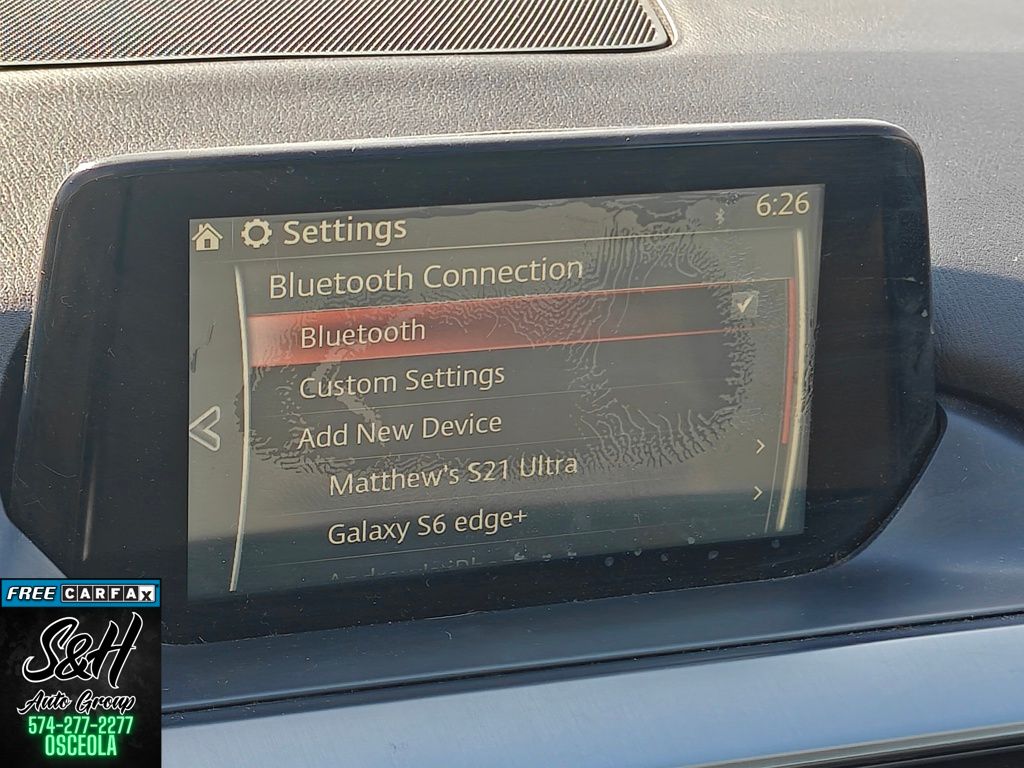 6:26
Settings
Bluetooth Connection
Bluetooth
Custom Settings
Add New Device
Matthew's S21 Ultra
Galaxy S6 edge+
FREE CARFAX
S&H
Auto Group
574-277-2277
OSCEOLA